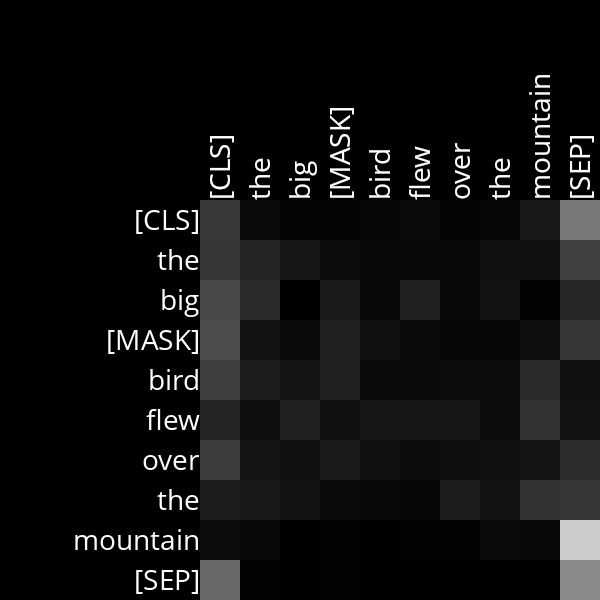 [CLS] the big [MASK] bird flew over the mountain [SEP]
[CLS]
the
big
[MASK]
bird
flew
over
the
mountain
[SEP]